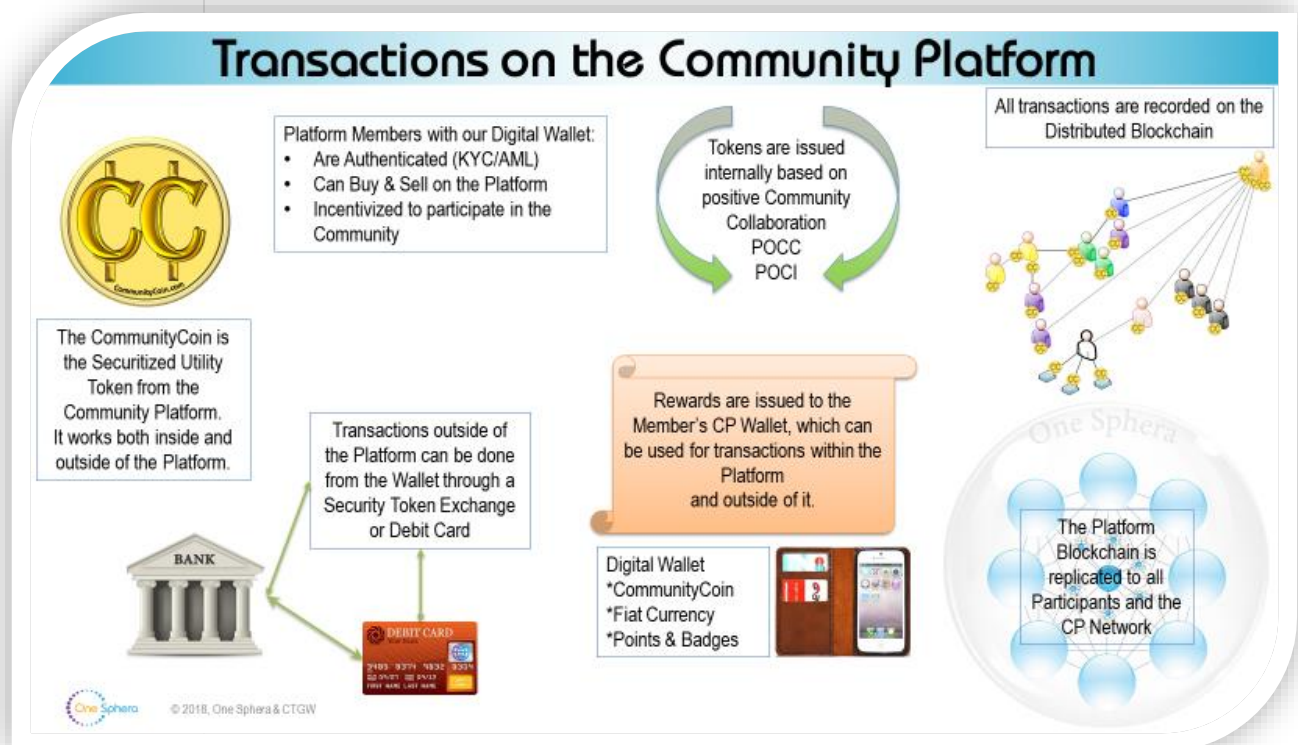 Transactions on the Community Platform
CC
CommunityCoin.com
Platform Members with our Digital Wallet:
• Are Authenticated (KYC/AML)
• Can Buy & Sell on the Platform
• Incentivized to participate in the
Community
Tokens are issued
internally based on
positive Community
Collaboration
POCC
POCI
All transactions are recorded on the
Distributed Blockchain
The CommunityCoin is
the Securitized Utility
Token from the
Community Platform.
It works both inside and
outside of the Platform.
Transactions outside of
the Platform can be done
from the Wallet through a
Security Token Exchange
or Debit Card
BANK
DEBIT CARD
FIRST NAME LAST NAME
Rewards are issued to the
Member's CP Wallet, which can
be used for transactions within the
Platform
and outside of it.
Digital Wallet
*CommunityCoin
*Fiat Currency
*Points & Badges
One Sphera
The Platform
Blockchain is
replicated to all
Participants and the
CP Network
One Sphera
© 2018, One Sphera & CTGW